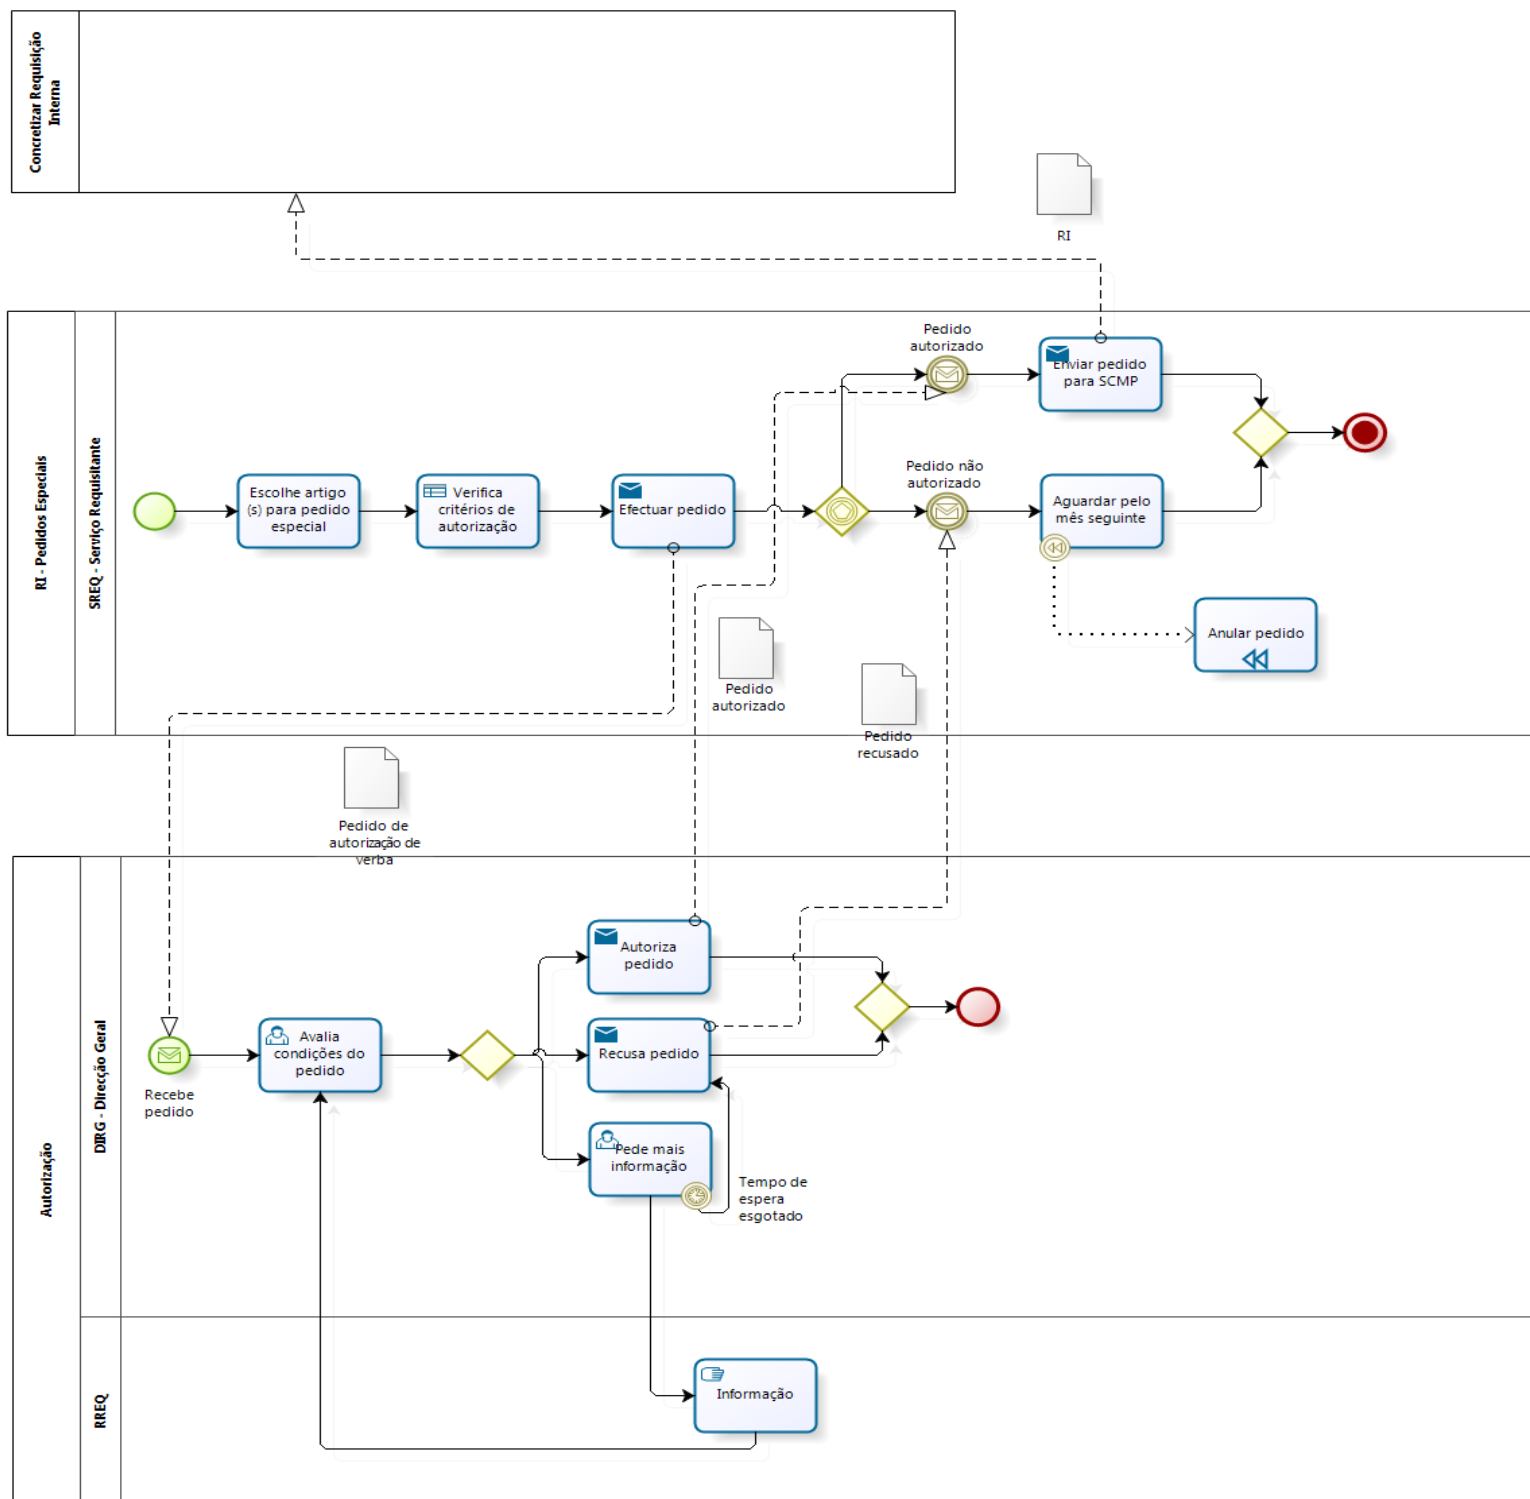 Concretizar Requisição
Interna
RI
RI - Pedidos Especiais
SREQ - Serviço Requisitante
Pedido
autorizado
Enviar pedido
para SCMP
Escolhe artigo
(s) para pedido
especial
Verifica
critérios de
autorização
Efectuar pedido
Pedido não
autorizado
Aguardar pelo
mês seguinte
Anular pedido
Pedido
autorizado
Pedido
recusado
Pedido de
autorização de
verba
Autorização
DIRG - Direcção Geral
Autoriza
pedido
Avalia
condições do
pedido
Recusa pedido
Recebe
pedido
Pede mais
informação
Tempo de
espera
esgotado
RREQ
Informação